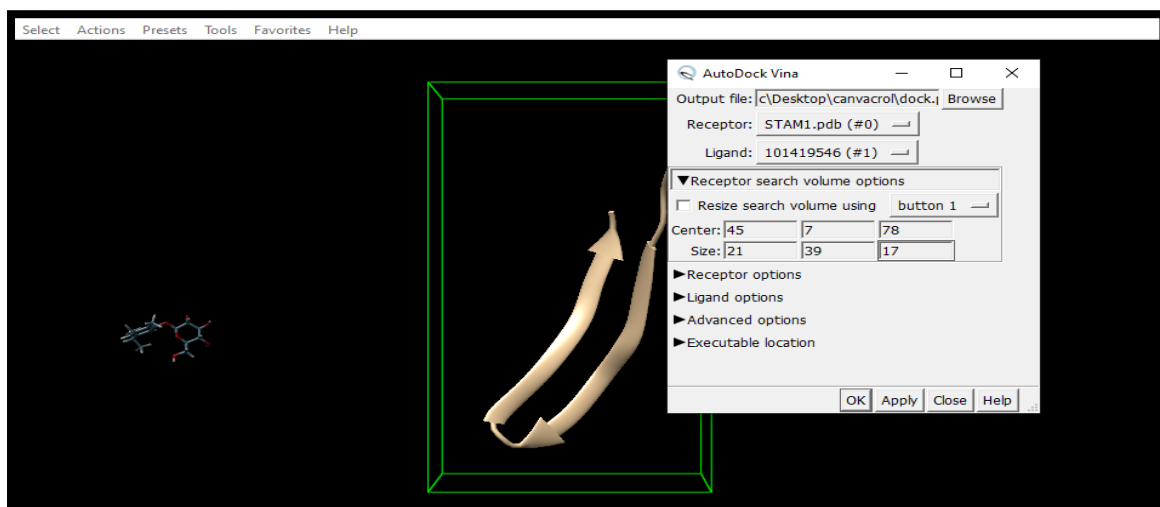 Select Actions Presets Tools Favorites Help
AutoDock Vina
Output file: c\Desktop\canvacrol\dock.p Browse
Receptor: STAM1.pdb (#0)
Ligand: 101419546 (#1)
▼Receptor search volume options
Resize search volume using button 1
Center: 45 7 78
Size: 21 39 17
▶Receptor options
▶Ligand options
▶Advanced options
▶Executable location
OK Apply Close Help